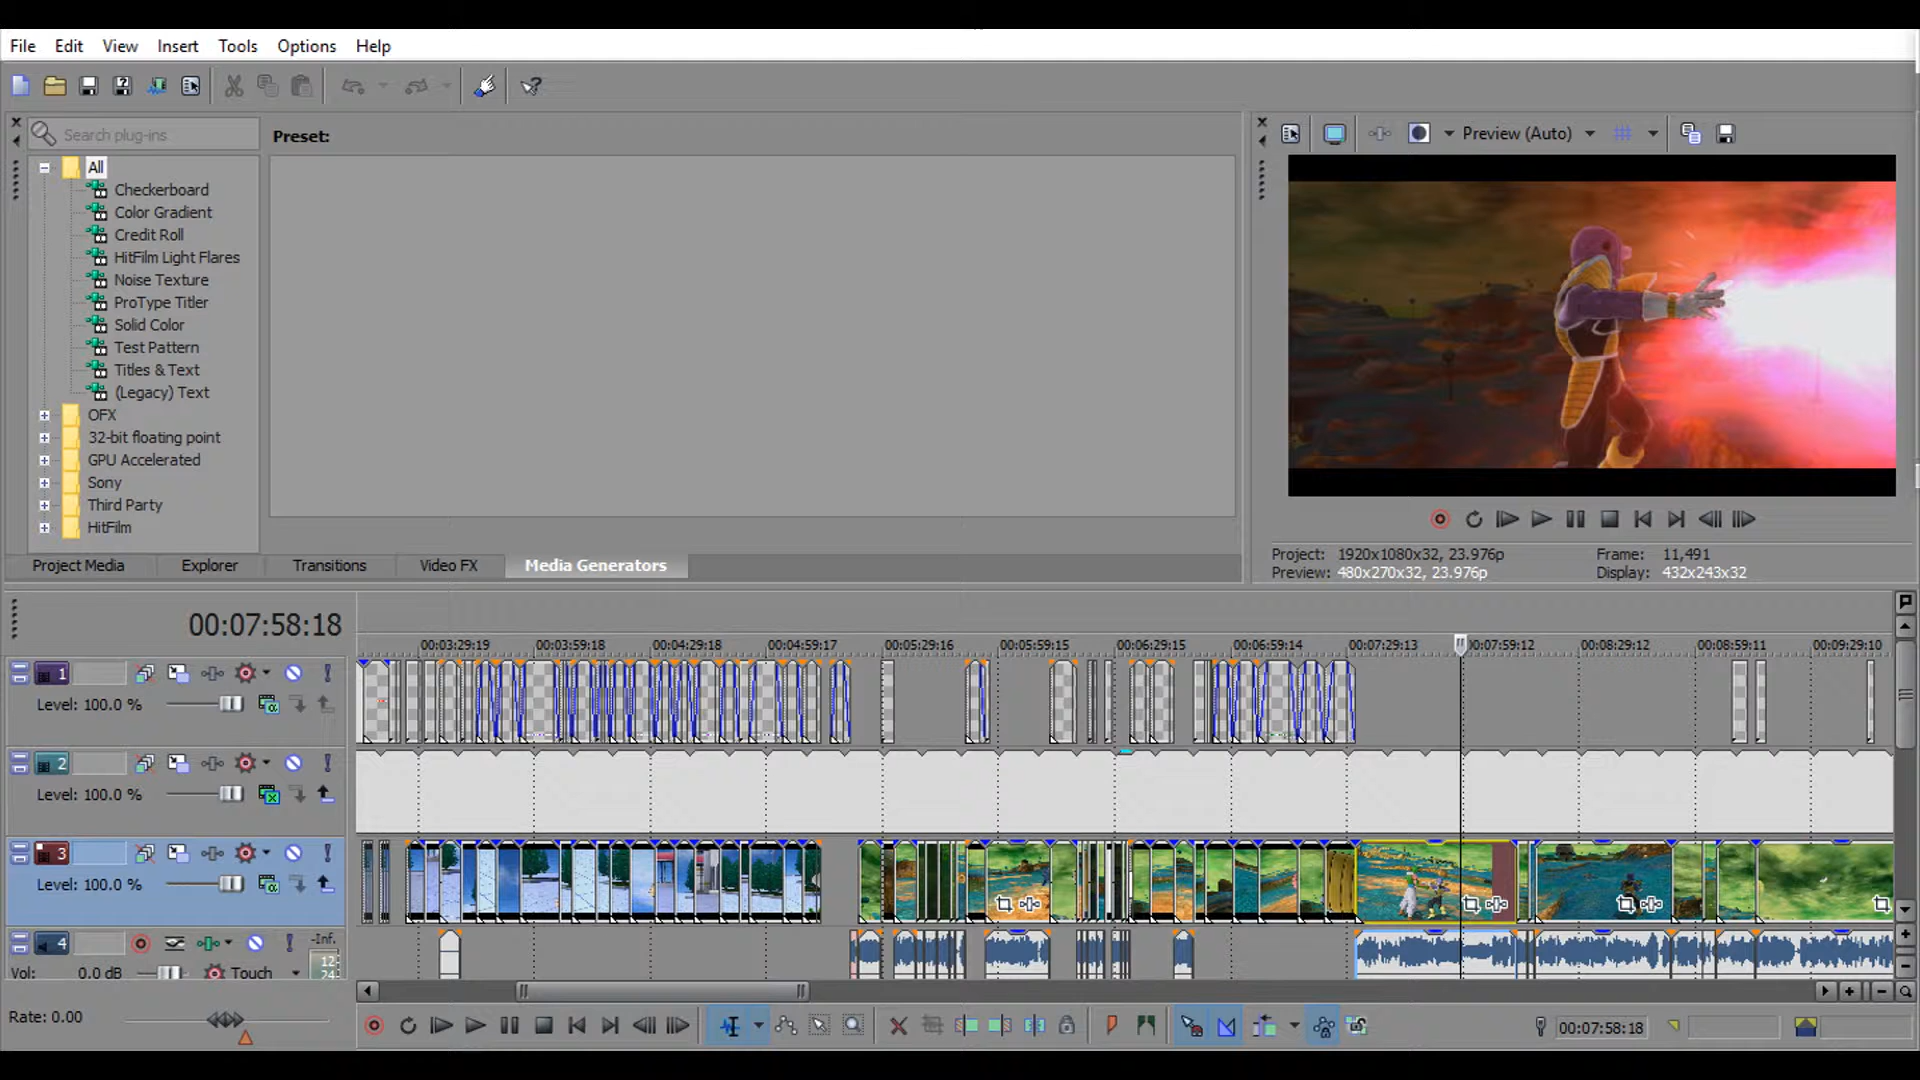 File Edit View Insert Tools Options Help
Search plug-ins
Preset:
Preview (Auto)
All
Checkerboard
Color Gradient
Credit Roll
HitFilm Light Flares
Noise Texture
ProType Titler
Solid Color
Test Pattern
Titles & Text
(Legacy) Text
OFX
32-bit floating point
GPU Accelerated
Sony
Third Party
HitFilm
Project Media Explorer Transitions Video FX Media Generators
Project: 1920x1080x32, 23.976p Frame: 11,491
Preview: 480x270x32, 23.976p Display: 432x243x32
00:07:58:18
00:03:29:19 00:03:59:18 00:04:29:18 00:04:59:17 00:05:29:16 00:05:59:15 00:06:29:15 00:06:59:14 00:07:29:13 00:07:59:12 00:08:29:12 00:08:59:11 00:09:29:10
1
Level: 100.0 %
2
Level: 100.0 %
3
Level: 100.0 %
4 -Inf.
12
24
Vol: 0.0 dB Touch
Rate: 0.00
00:07:58:18